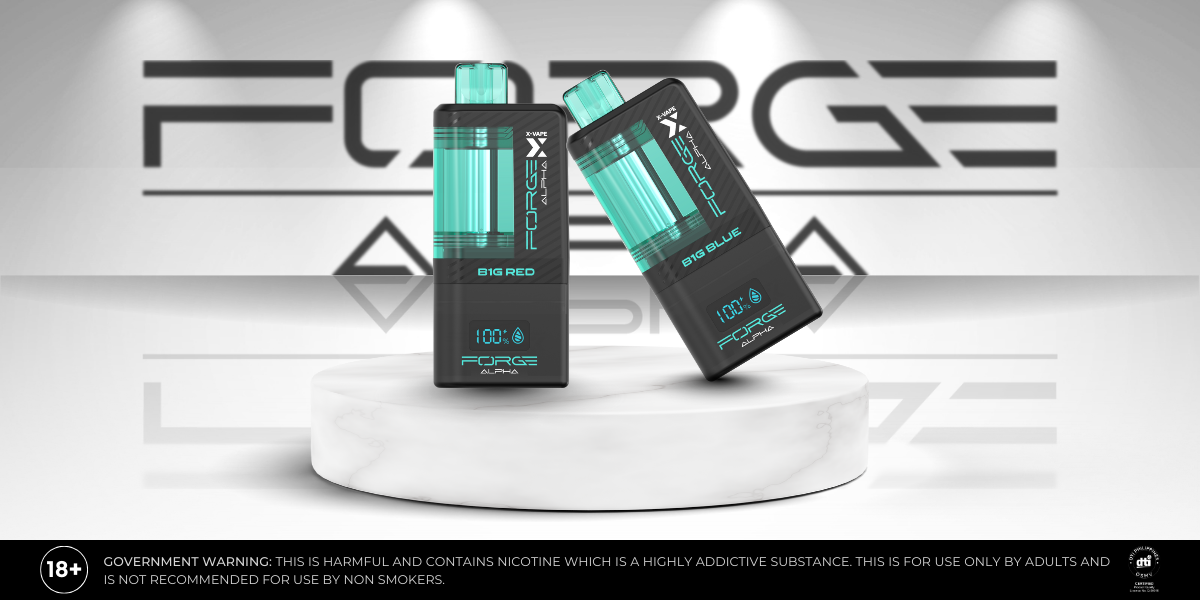 FORGE
ALPHA
X-VAPE
X
FORGE
ALPHA
B1G RED
100%
FORGE
ALPHA
X-VAPE
X
FORGE
ALPHA
B1G BLUE
100%
FORGE
ALPHA
18+
GOVERNMENT WARNING: THIS IS HARMFUL AND CONTAINS NICOTINE WHICH IS A HIGHLY ADDICTIVE SUBSTANCE. THIS IS FOR USE ONLY BY ADULTS AND
IS NOT RECOMMENDED FOR USE BY NON SMOKERS.
dti
CERTIFIED